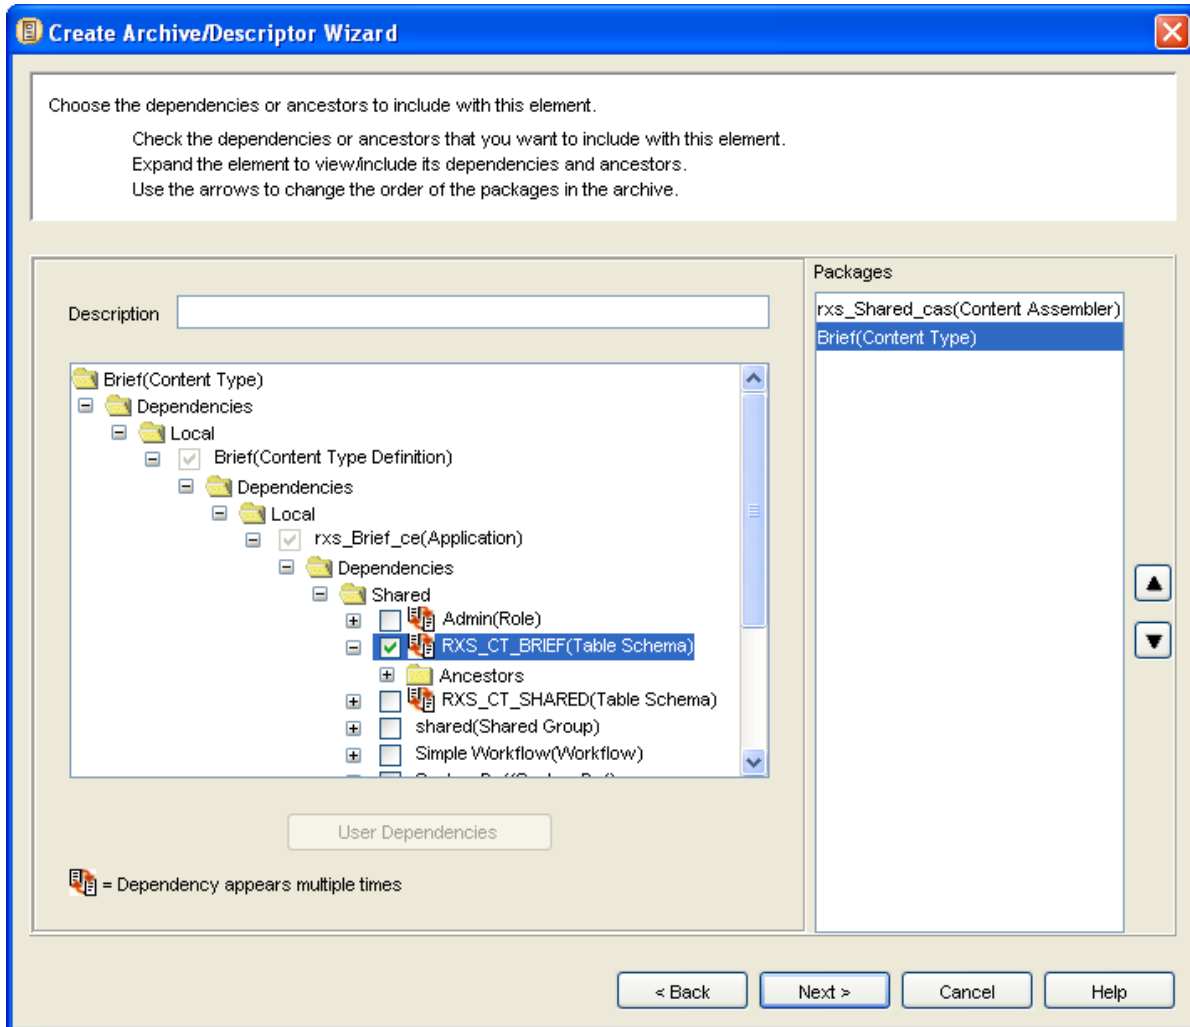 Create Archive/Descriptor Wizard
Choose the dependencies or ancestors to include with this element.
Check the dependencies or ancestors that you want to include with this element.
Expand the element to view/include its dependencies and ancestors.
Use the arrows to change the order of the packages in the archive.
Description
Brief(Content Type)
Dependencies
Local
Brief(Content Type Definition)
Dependencies
Local
rxs_Brief_ce(Application)
Dependencies
Shared
Admin(Role)
RXS_CT_BRIEF(Table Schema)
Ancestors
RXS_CT_SHARED(Table Schema)
shared(Shared Group)
Simple Workflow(Workflow)
User Dependencies
= Dependency appears multiple times
Packages
rxs_Shared_cas(Content Assembler)
Brief(Content Type)
< Back
Next >
Cancel
Help